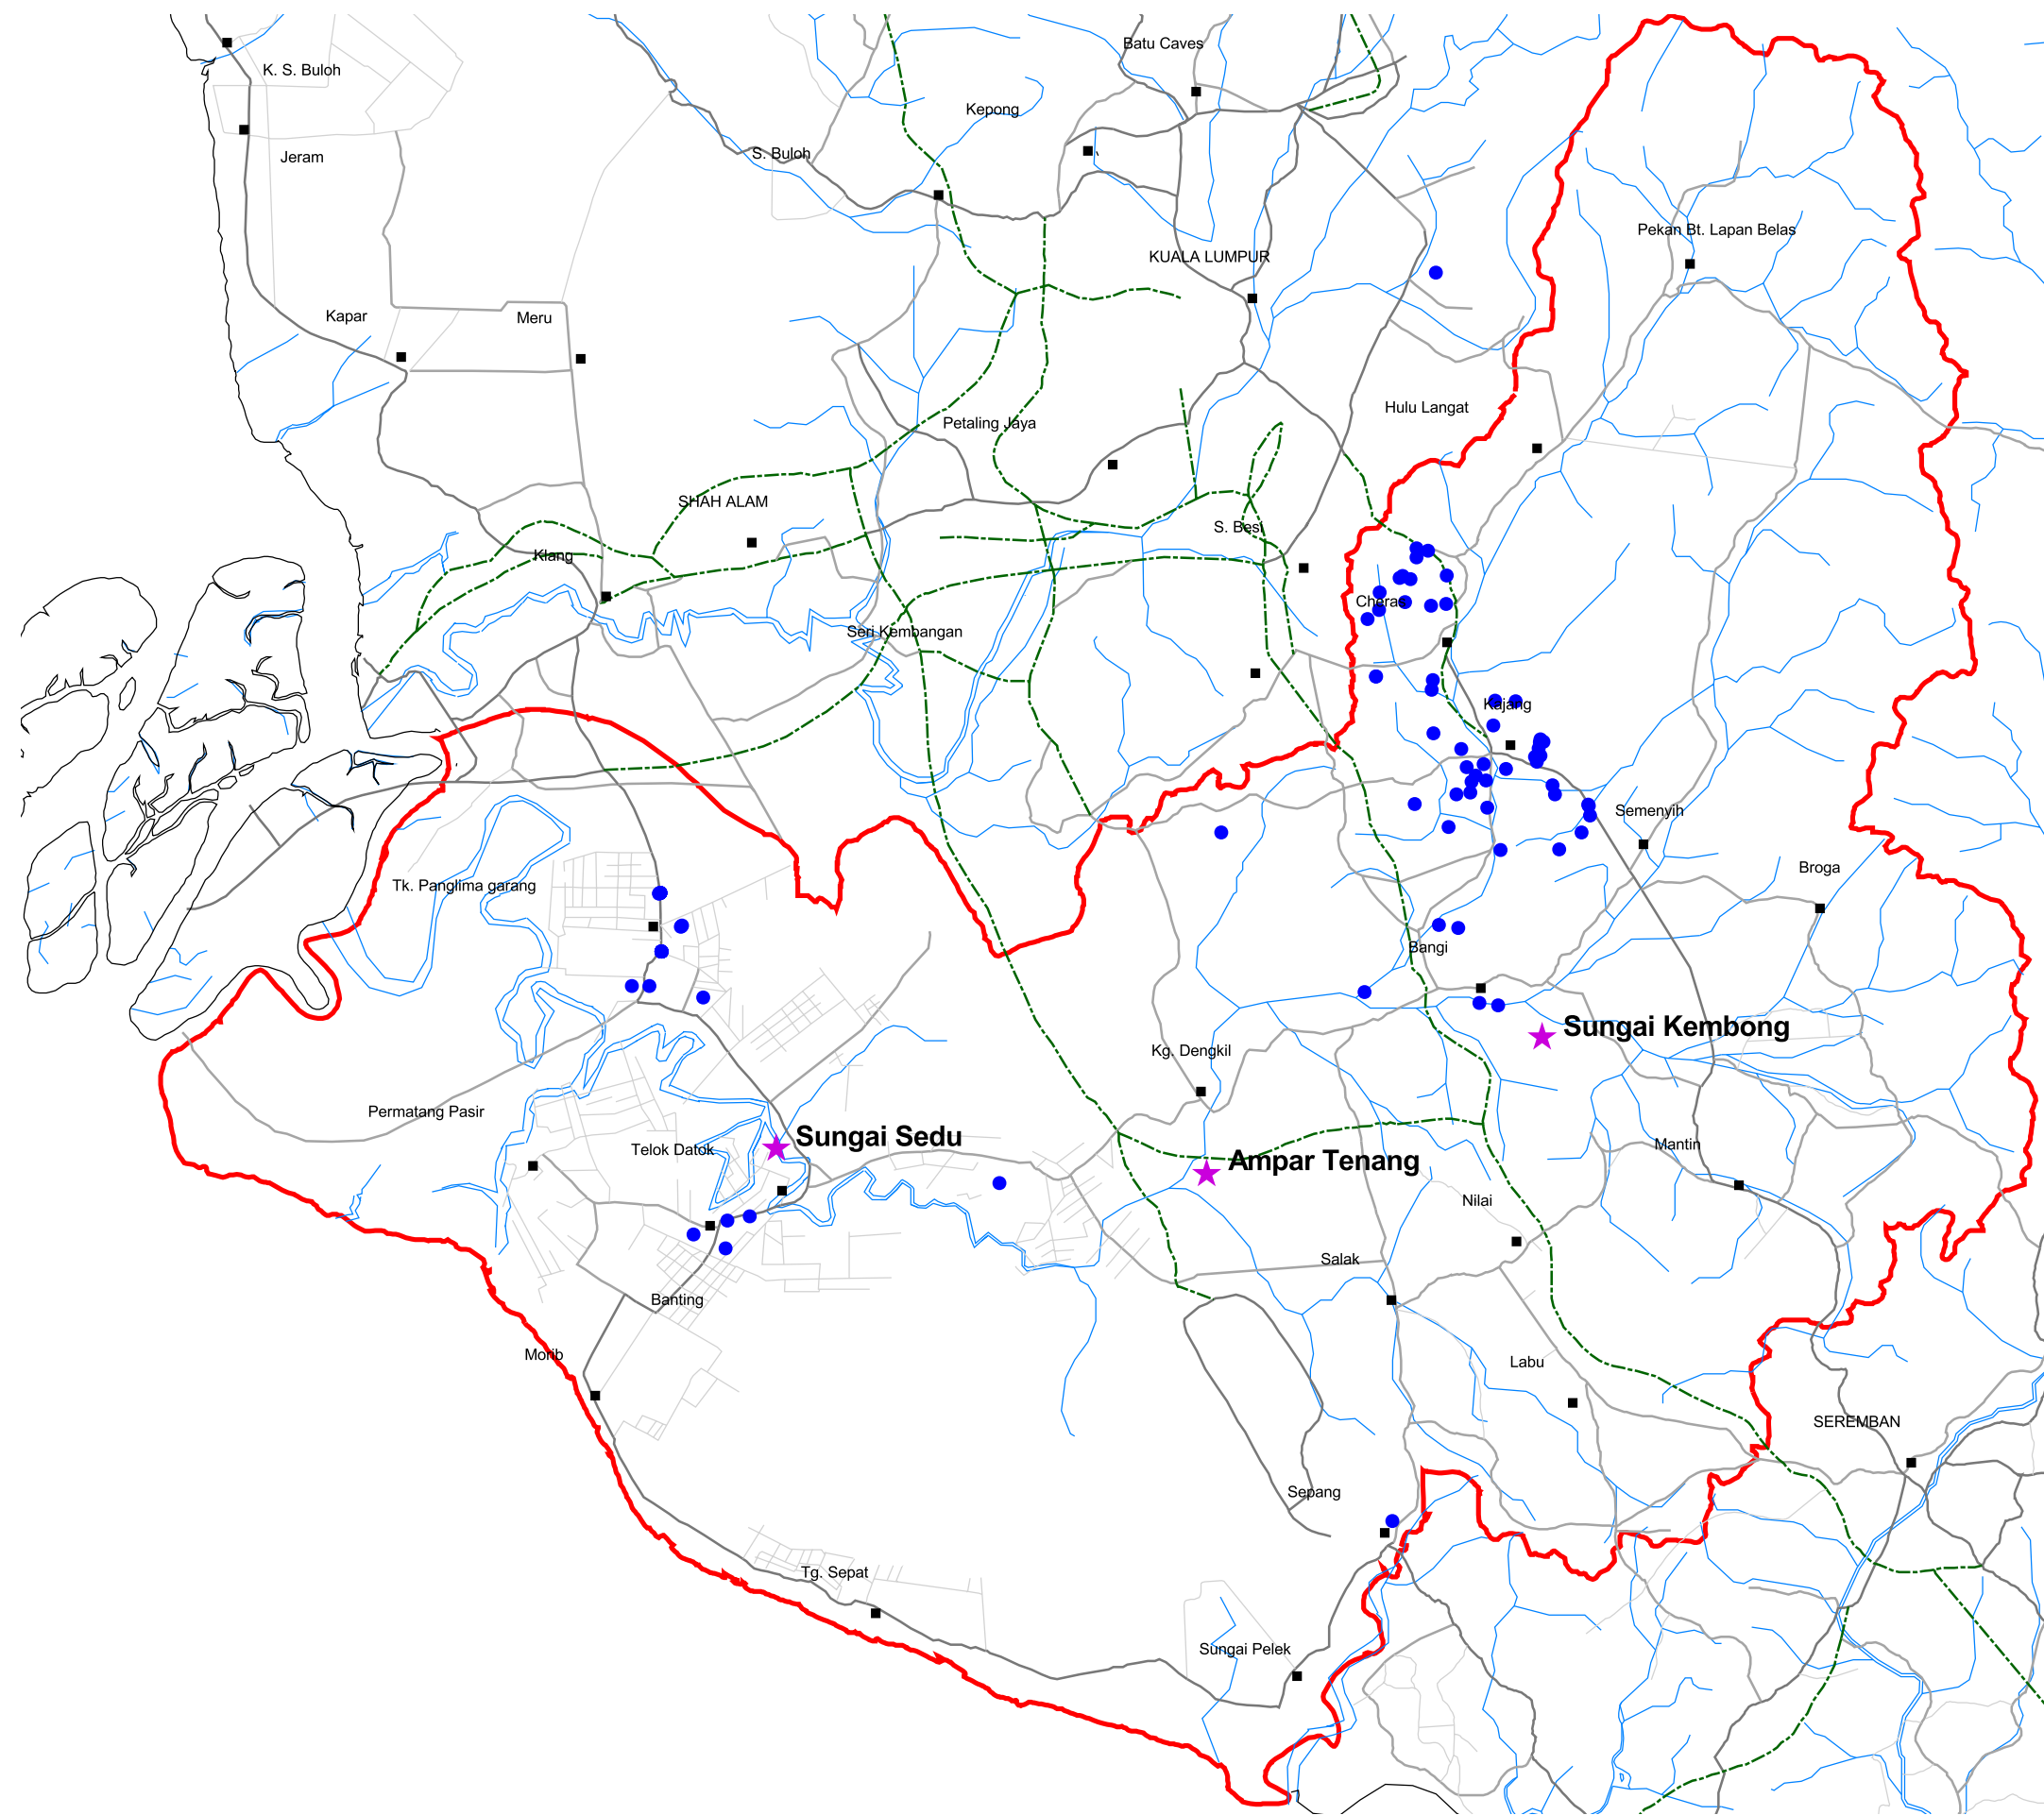 Batu Caves
K. S. Buloh
Kepong
S. Buloh
Jeram
Pekan Bt. Lapan Belas
KUALA LUMPUR
Kapar
Meru
Hulu Langat
Petaling Jaya
SHAH ALAM
S. Besi
Klang
Cheras
Seri Kembangan
Kajang
Semenyih
Broga
Tk. Panglima garang
Bangi
Sungai Kembong
Kg. Dengkil
Permatang Pasir
Sungai Sedu
Mantin
Telok Datok
Ampar Tenang
Nilai
Salak
Banting
Morib
Labu
SEREMBAN
Sepang
Tg. Sepat
Sungai Pelek